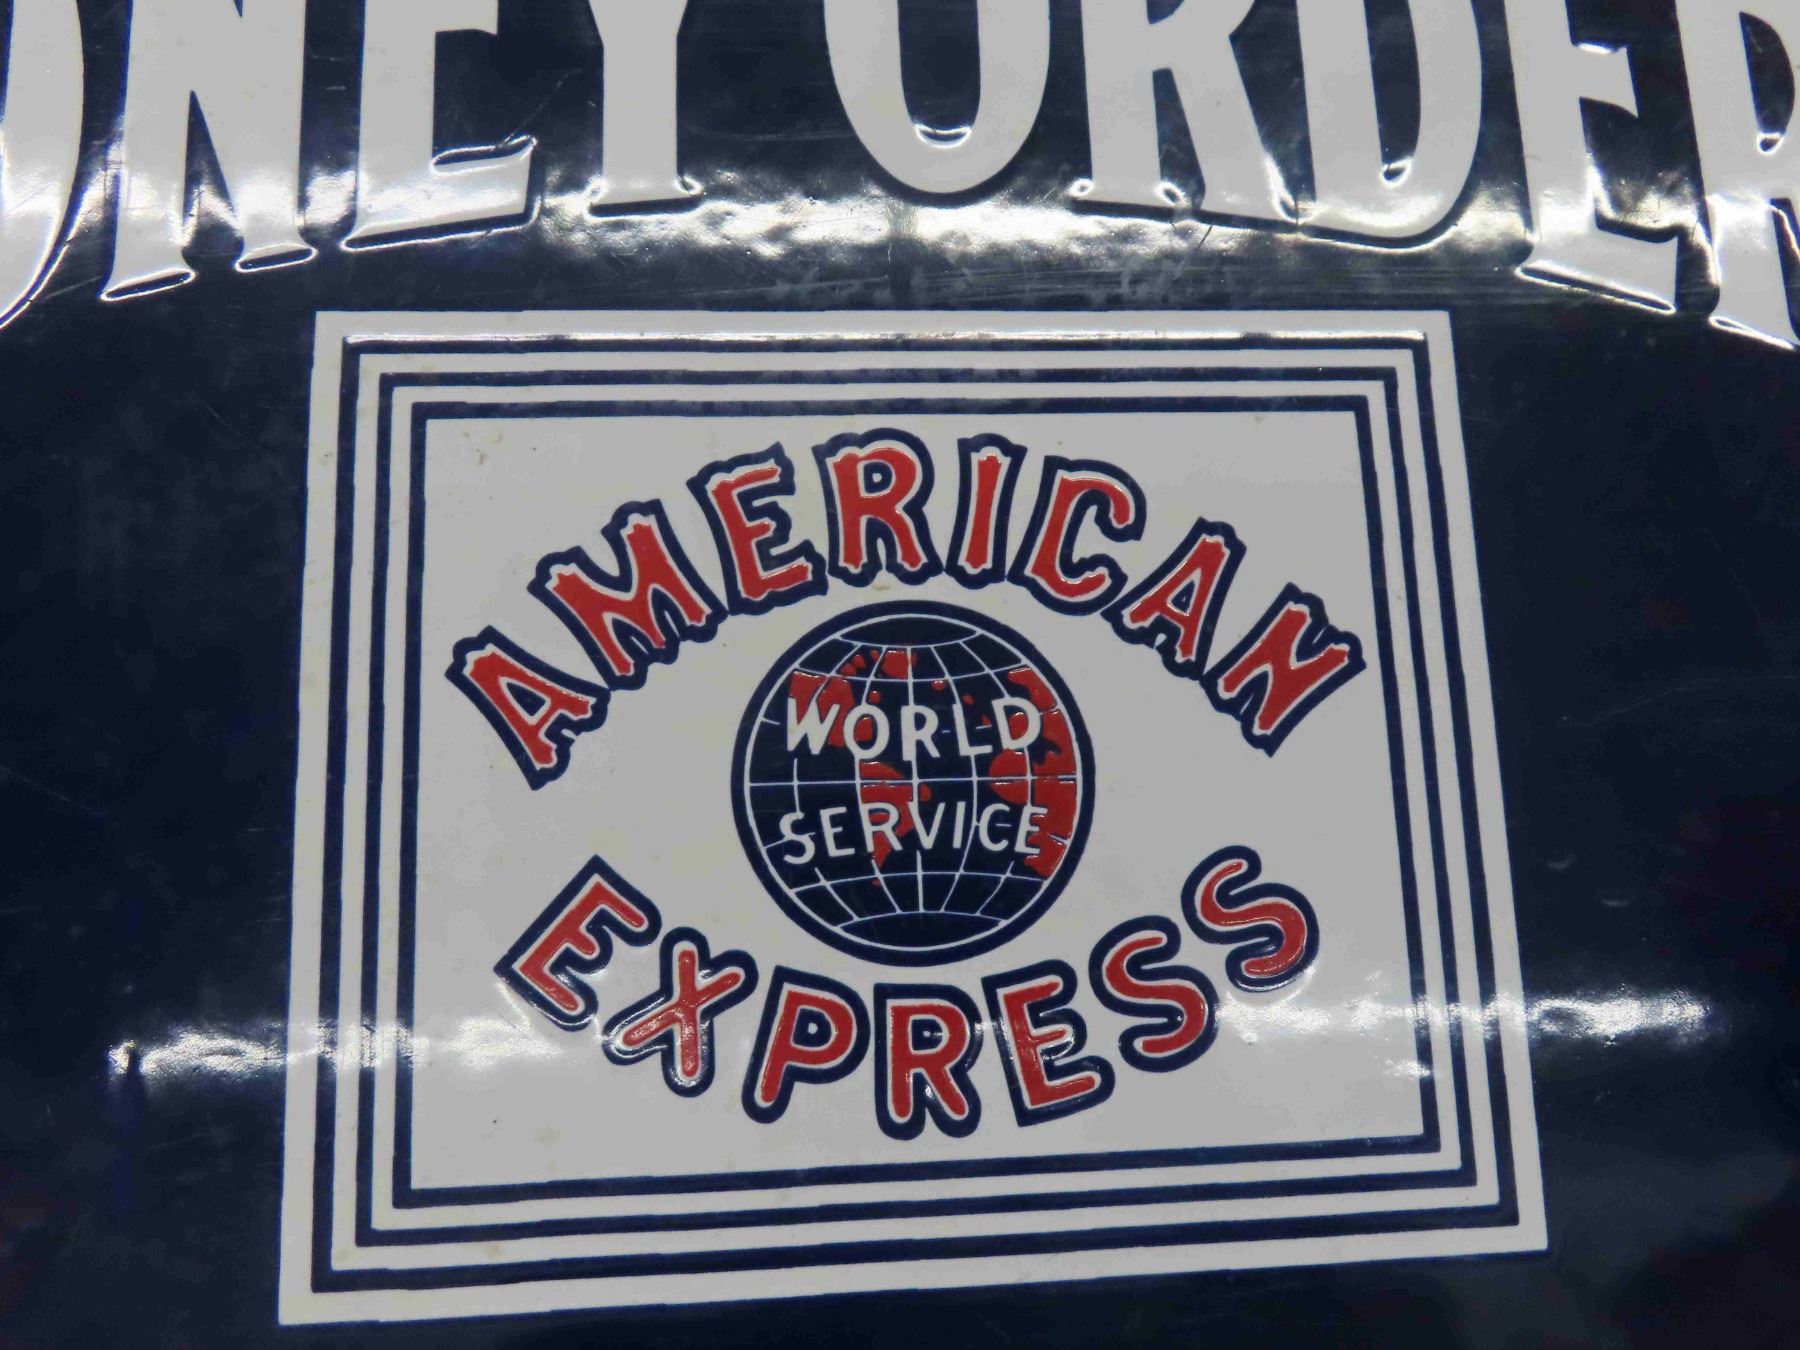 ONEY ORDER
AMERICAN
WORLD
SERVICE
EXPRESS